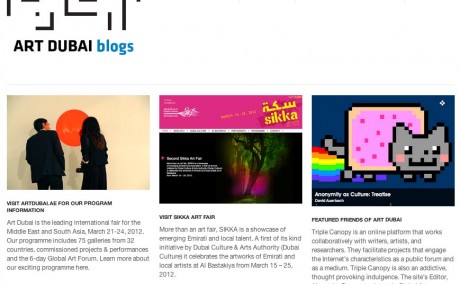 ART DUBAI blogs
MARCH 15 - 25, 2012
سكة
sikka
Second Sikka Art Fair
Anonymity as Culture: Treatise
David Auerbach
VISIT ARTDUBAI.AE FOR OUR PROGRAM
INFORMATION
Art Dubai is the leading international fair for the
Middle East and South Asia, March 21-24, 2012.
Our programme includes 75 galleries from 32
countries, commissioned projects & performances
and the 6-day Global Art Forum. Learn more about
our exciting programme here.
VISIT SIKKA ART FAIR
More than an art fair, SIKKA is a showcase of
emerging Emirati and local talent. A first of its kind
initiative by Dubai Culture & Arts Authority (Dubai
Culture) it celebrates the artworks of Emirati and
local artists at Al Bastakiya from March 15 – 25,
2012.
FEATURED FRIENDS OF ART DUBAI
Triple Canopy is an online platform that works
collaboratively with writers, artists, and
researchers. They facilitate projects that engage
the Internet's characteristics as a public forum and
as a medium. Triple Canopy is also an addictive,
thought provoking indulgence. The site's Editor,